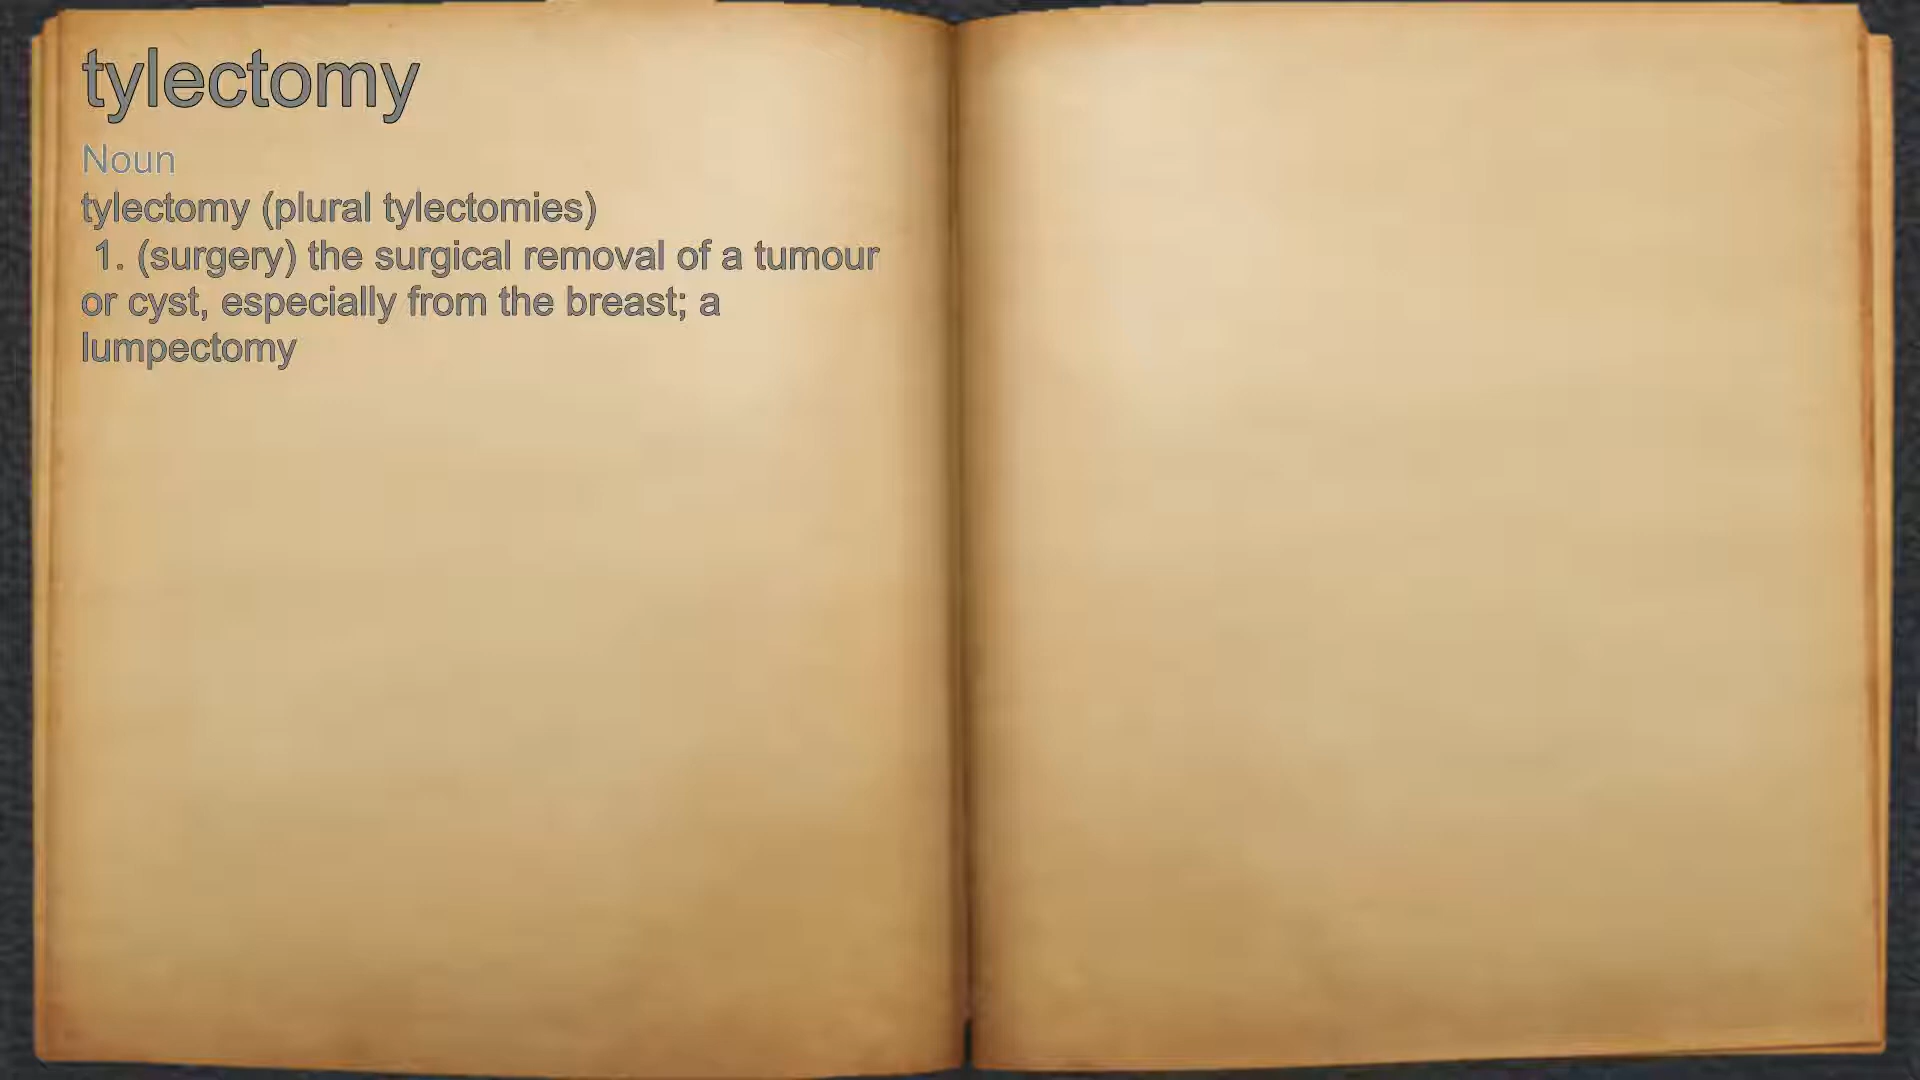 tylectomy
Noun
tylectomy (plural tylectomies)
1. (surgery) the surgical removal of a tumour
or cyst, especially from the breast; a
lumpectomy